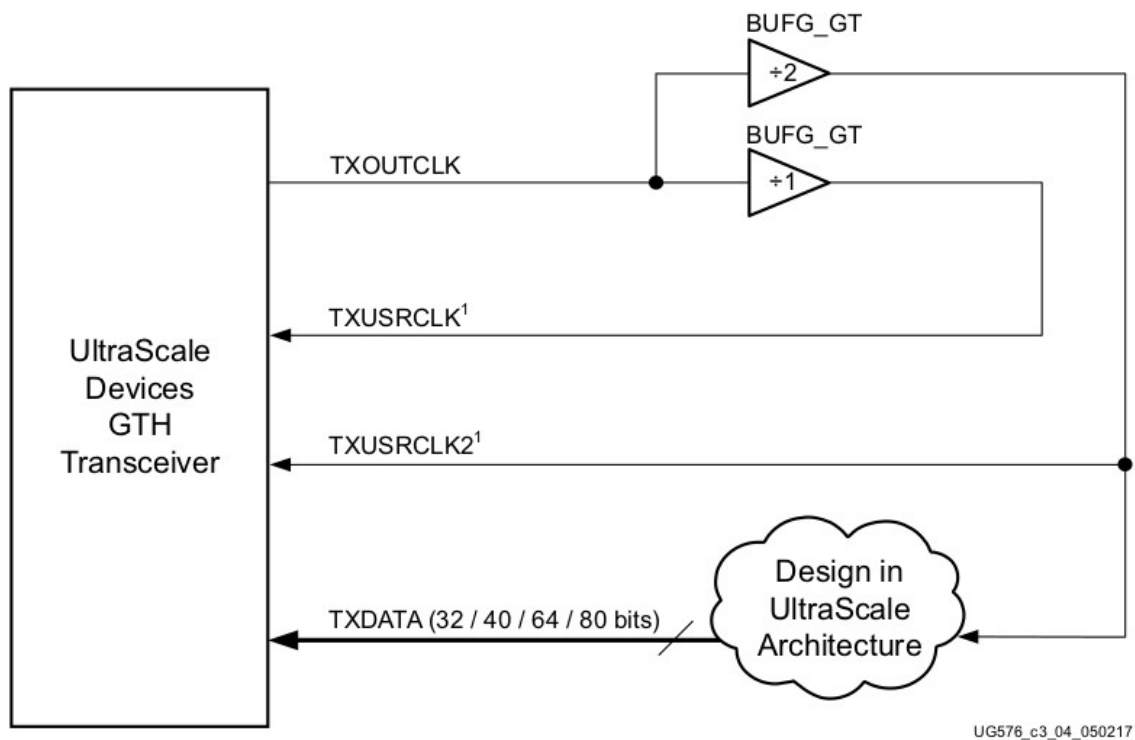 BUFG_GT
÷2
BUFG_GT
÷1
TXOUTCLK
TXUSRCLK¹
UltraScale
Devices
GTH
Transceiver
TXUSRCLK2¹
TXDATA (32 / 40 / 64 / 80 bits)
Design in
UltraScale
Architecture
UG576_c3_04_050217